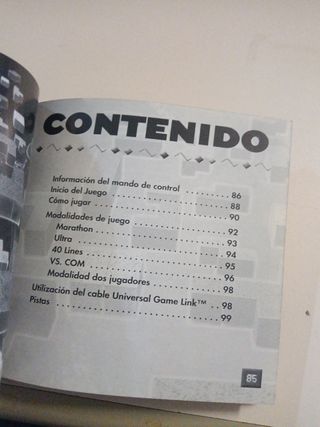 CONTENIDO
Información del mando de control ......... 86
Inicio del Juego .................... 88
Cómo jugar ........................ 90
Modalidades de juego ................ 92
Marathon ........................ 93
Ultra ............................ 94
40 Lines .......................... 95
VS. COM ........................ 96
Modalidad dos jugadores ............ 98
Utilización del cable Universal Game Link™ .. 98
Pistas .............................. 99
85